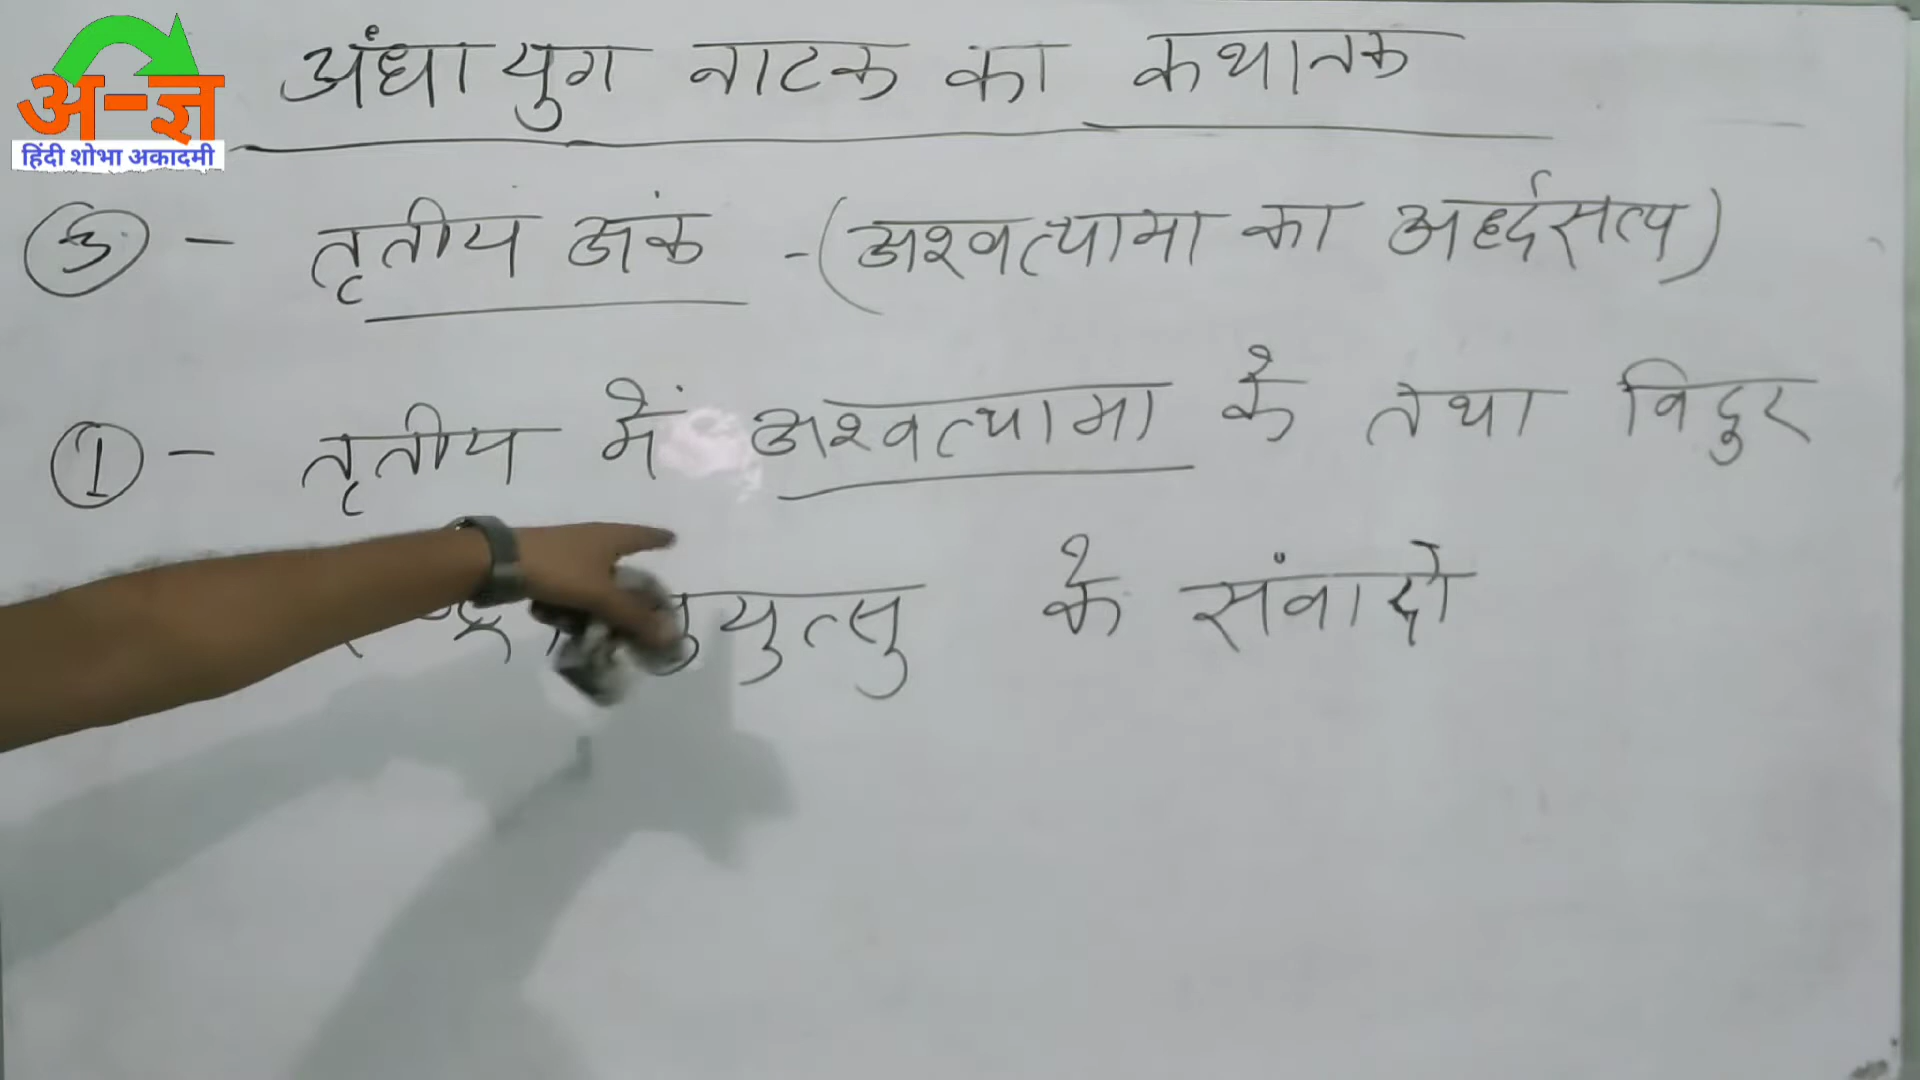 अ-ज्ञ
हिंदी शोभा अकादमी
अंधा युग नाटक का कथानक
③ - तृतीय अंक - (अश्वत्थामा का अर्द्धसत्य)
① - तृतीय में अश्वत्थामा के तथा विदुर
युयुत्सु के संवादो